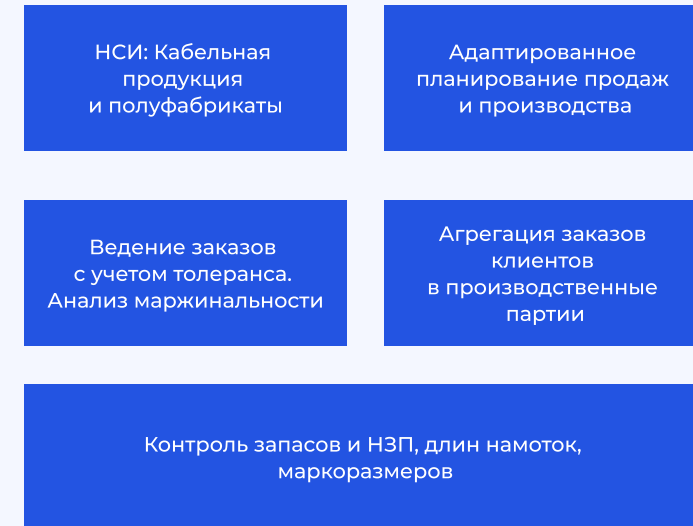 НСИ: Кабельная
продукция
и полуфабрикаты
Адаптированное
планирование продаж
и производства
Ведение заказов
с учетом толеранса.
Анализ маржинальности
Агрегация заказов
клиентов
в производственные
партии
Контроль запасов и НЗП, длин намоток,
маркоразмеров